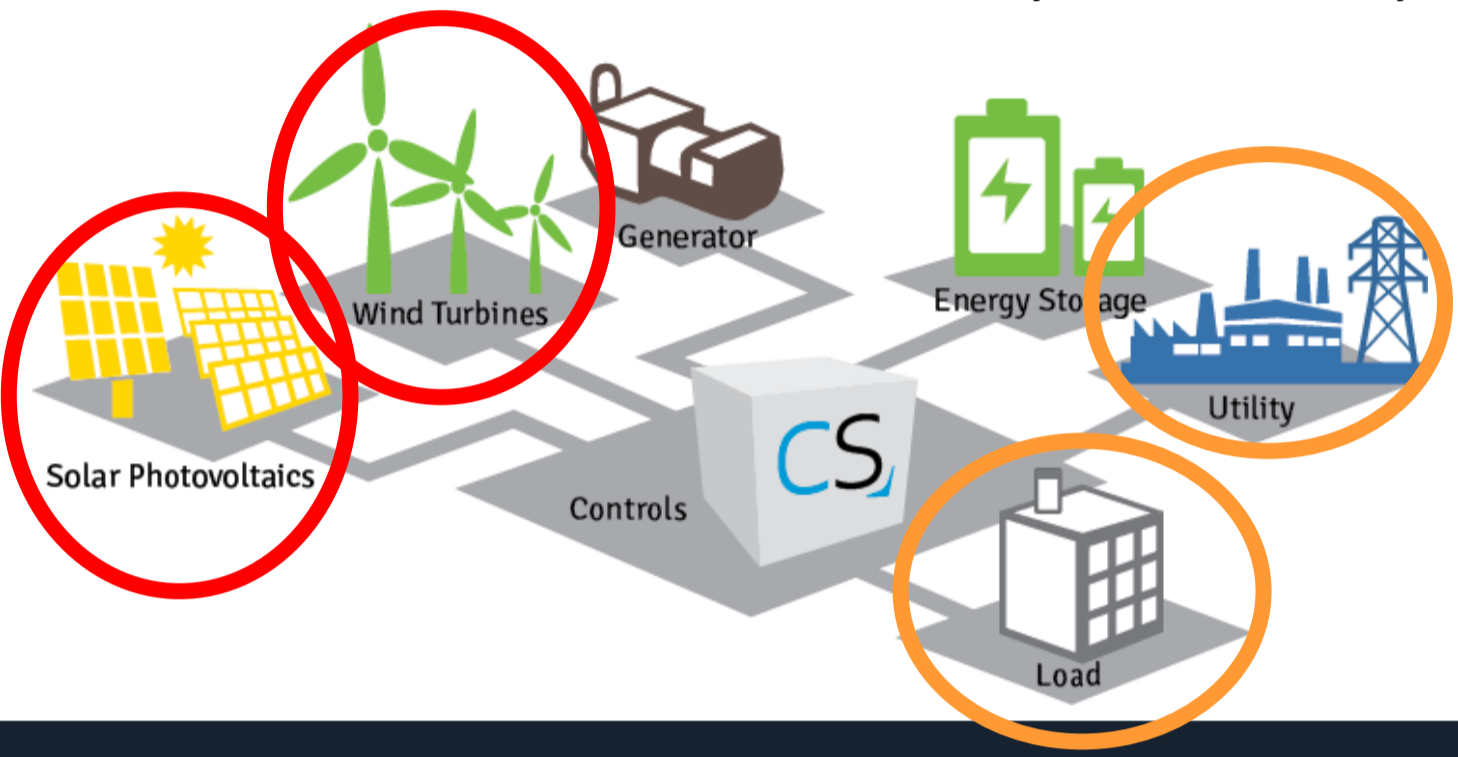 Generator
Energy Storage
Wind Turbines
Utility
Solar Photovoltaics
Controls
CS
Load